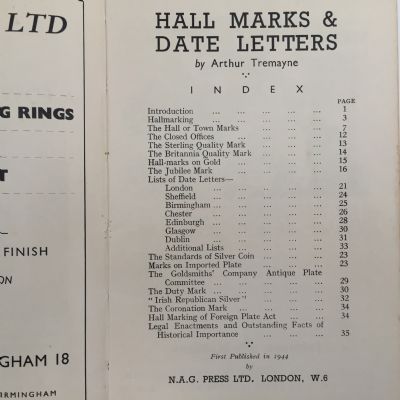 LTD
G RINGS
T
FINISH
ON
GHAM 18
IRMINGHAM
HALL MARKS &
DATE LETTERS
by Arthur Tremayne
INDEX
PAGE
Introduction ... ... ... ... 1
Hallmarking ... ... ... ... 3
The Hall or Town Marks ... ... ... 7
The Closed Offices ... ... ... ... 12
The Sterling Quality Mark ... ... ... 13
The Britannia Quality Mark ... ... ... 14
Hall-marks on Gold ... ... ... ... 15
The Jubilee Mark ... ... ... ... 16
Lists of Date Letters—
London ... ... ... ... 21
Sheffield ... ... ... ... 24
Birmingham ... ... ... ... 25
Chester ... ... ... ... 26
Edinburgh ... ... ... ... 28
Glasgow ... ... ... ... 30
Dublin ... ... ... ... 31
Additional Lists ... ... ... 33
The Standards of Silver Coin ... ... ... 23
Marks on Imported Plate ... ... ... 23
The Goldsmiths' Company Antique Plate
Committee ... ... ... ... 29
The Duty Mark ... ... ... ... 30
"Irish Republican Silver" ... ... ... 32
The Coronation Mark ... ... ... 34
Hall Marking of Foreign Plate Act ... ... 34
Legal Enactments and Outstanding Facts of
Historical Importance ... ... ... 35
First Published in 1944
by
N.A.G. PRESS LTD, LONDON, W.6